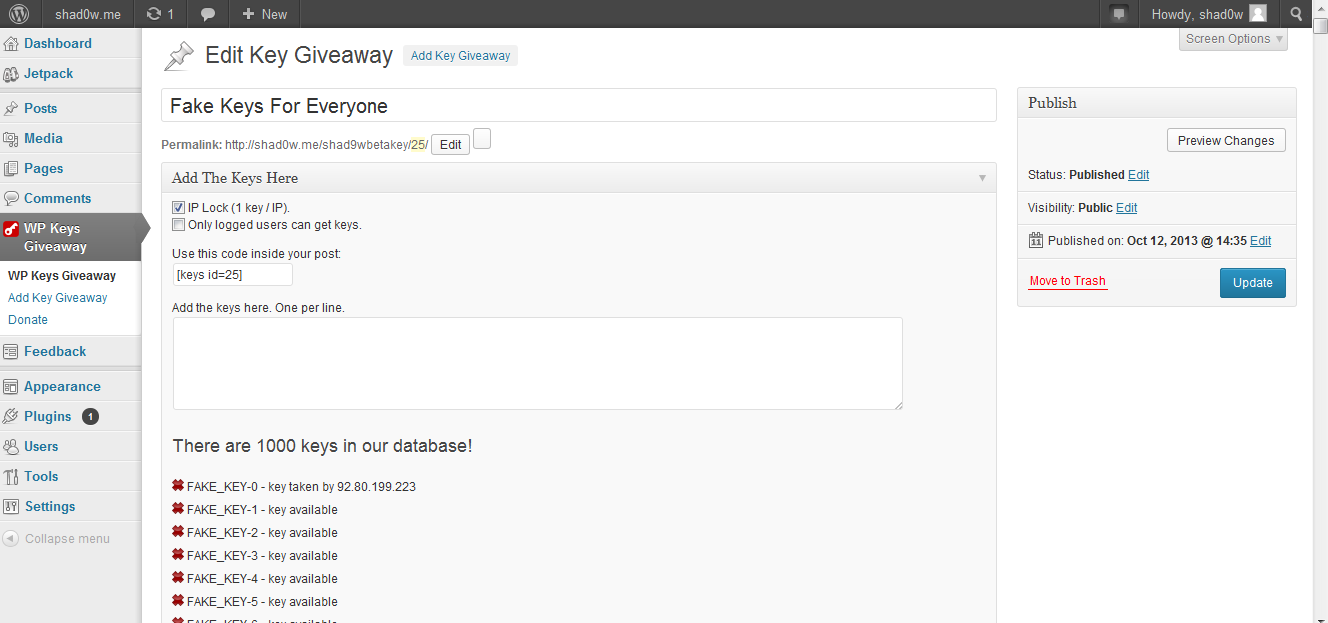 shad0w.me 1 + New Howdy, shad0w
Screen Options
Dashboard
Jetpack
Posts
Media
Pages
Comments
WP Keys
Giveaway
WP Keys Giveaway
Add Key Giveaway
Donate
Feedback
Appearance
Plugins 1
Users
Tools
Settings
Collapse menu
Edit Key Giveaway Add Key Giveaway
Fake Keys For Everyone
Permalink: http://shad0w.me/shad9wbetakey/25/ Edit
Add The Keys Here
IP Lock (1 key / IP).
Only logged users can get keys.
Use this code inside your post:
[keys id=25]
Add the keys here. One per line.
There are 1000 keys in our database!
FAKE_KEY-0 - key taken by 92.80.199.223
FAKE_KEY-1 - key available
FAKE_KEY-2 - key available
FAKE_KEY-3 - key available
FAKE_KEY-4 - key available
FAKE_KEY-5 - key available
Publish
Preview Changes
Status: Published Edit
Visibility: Public Edit
Published on: Oct 12, 2013 @ 14:35 Edit
Move to Trash Update